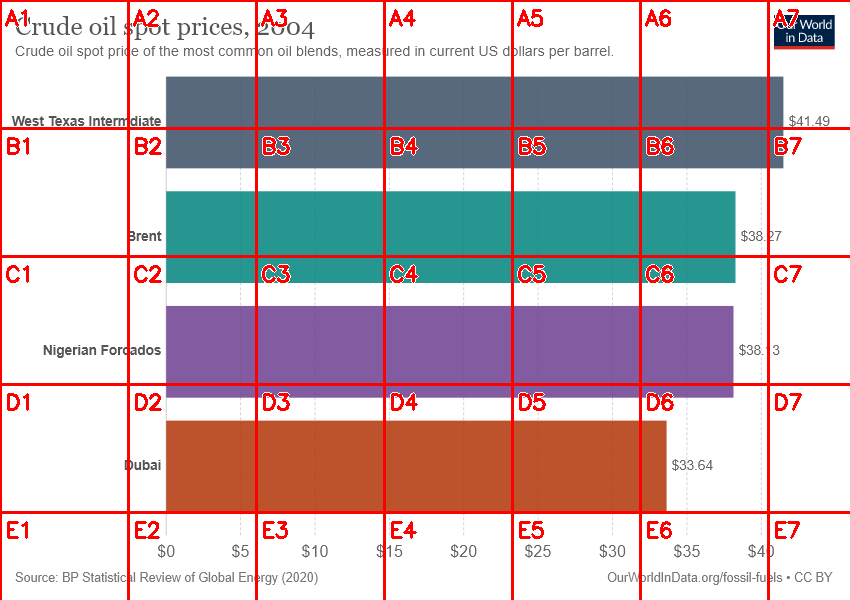 Crude oil spot prices, 2004
Crude oil spot price of the most common oil blends, measured in current US dollars per barrel.
Our World
in Data
West Texas Intermdiate
$41.49
Brent
$38.27
Nigerian Forcados
$38.13
Dubai
$33.64
$0 $5 $10 $15 $20 $25 $30 $35 $40
Source: BP Statistical Review of Global Energy (2020)
OurWorldInData.org/fossil-fuels • CC BY
A1 A2 A3 A4 A5 A6 A7
B1 B2 B3 B4 B5 B6 B7
C1 C2 C3 C4 C5 C6 C7
D1 D2 D3 D4 D5 D6 D7
E1 E2 E3 E4 E5 E6 E7